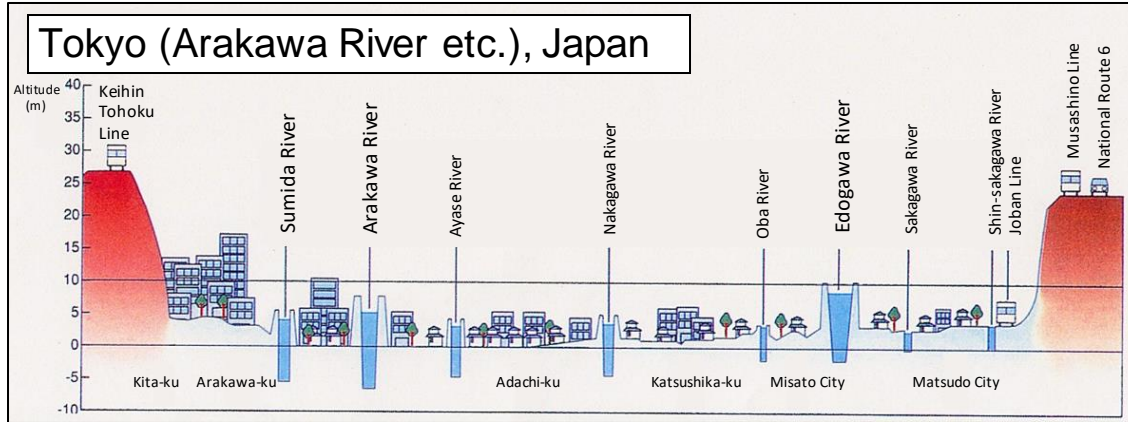 Tokyo (Arakawa River etc.), Japan
Altitude
(m)
40
35
30
25
20
15
10
5
0
-5
-10
Keihin
Tohoku
Line
Sumida River
Arakawa River
Ayase River
Nakagawa River
Oba River
Edogawa River
Sakagawa River
Shin-sakagawa River
Joban Line
Musashino Line
National Route 6
Kita-ku
Arakawa-ku
Adachi-ku
Katsushika-ku
Misato City
Matsudo City